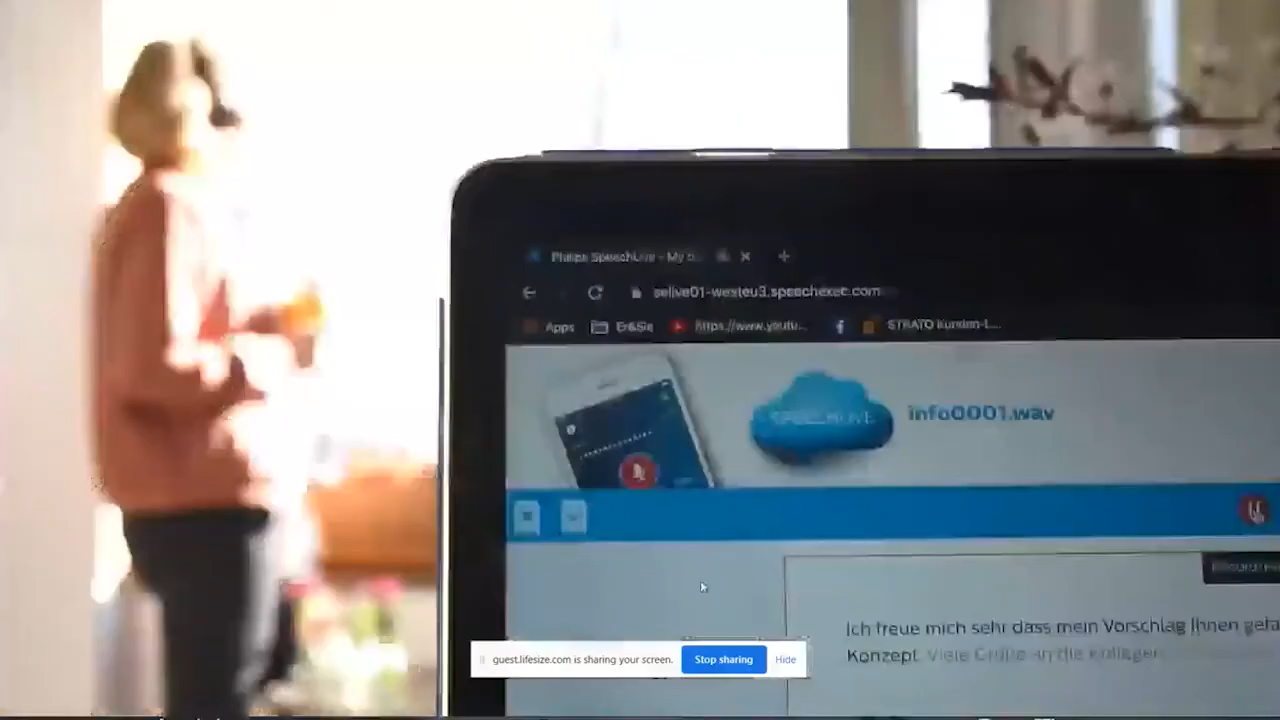 Philips SpeechLive - My
selive01-westeu3.speechexec.com
Apps
Er&Sie
https://www.youtu...
STRATO Kunden-L...
SPEECHLIVE
info0001.wav
Ich freue mich sehr dass mein Vorschlag Ihnen gefa
Konzept. Viele Grüße an die Kollegen
guest.lifesize.com is sharing your screen.
Stop sharing
Hide